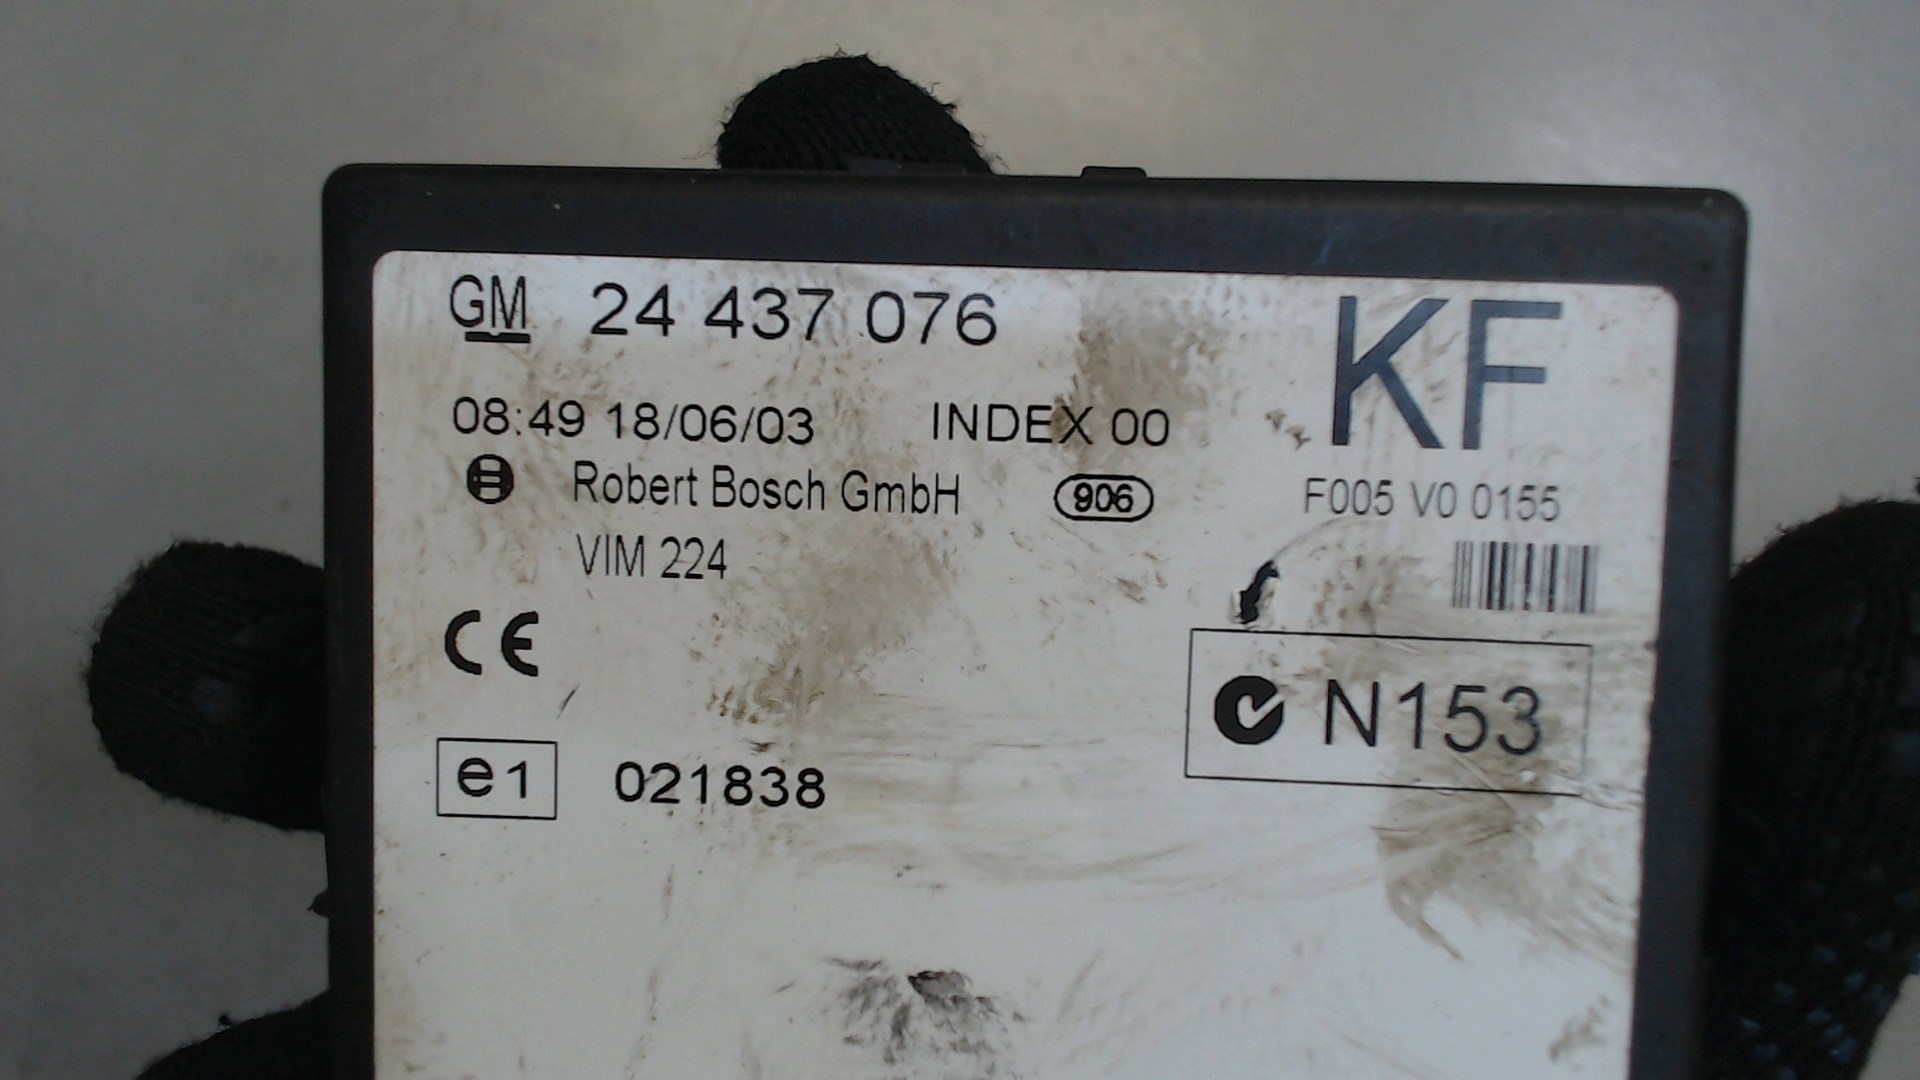 GM 24 437 076 KF
08:49 18/06/03 INDEX 00
Robert Bosch GmbH 906 F005 V0 0155
VIM 224
CE
N153
e1 021838